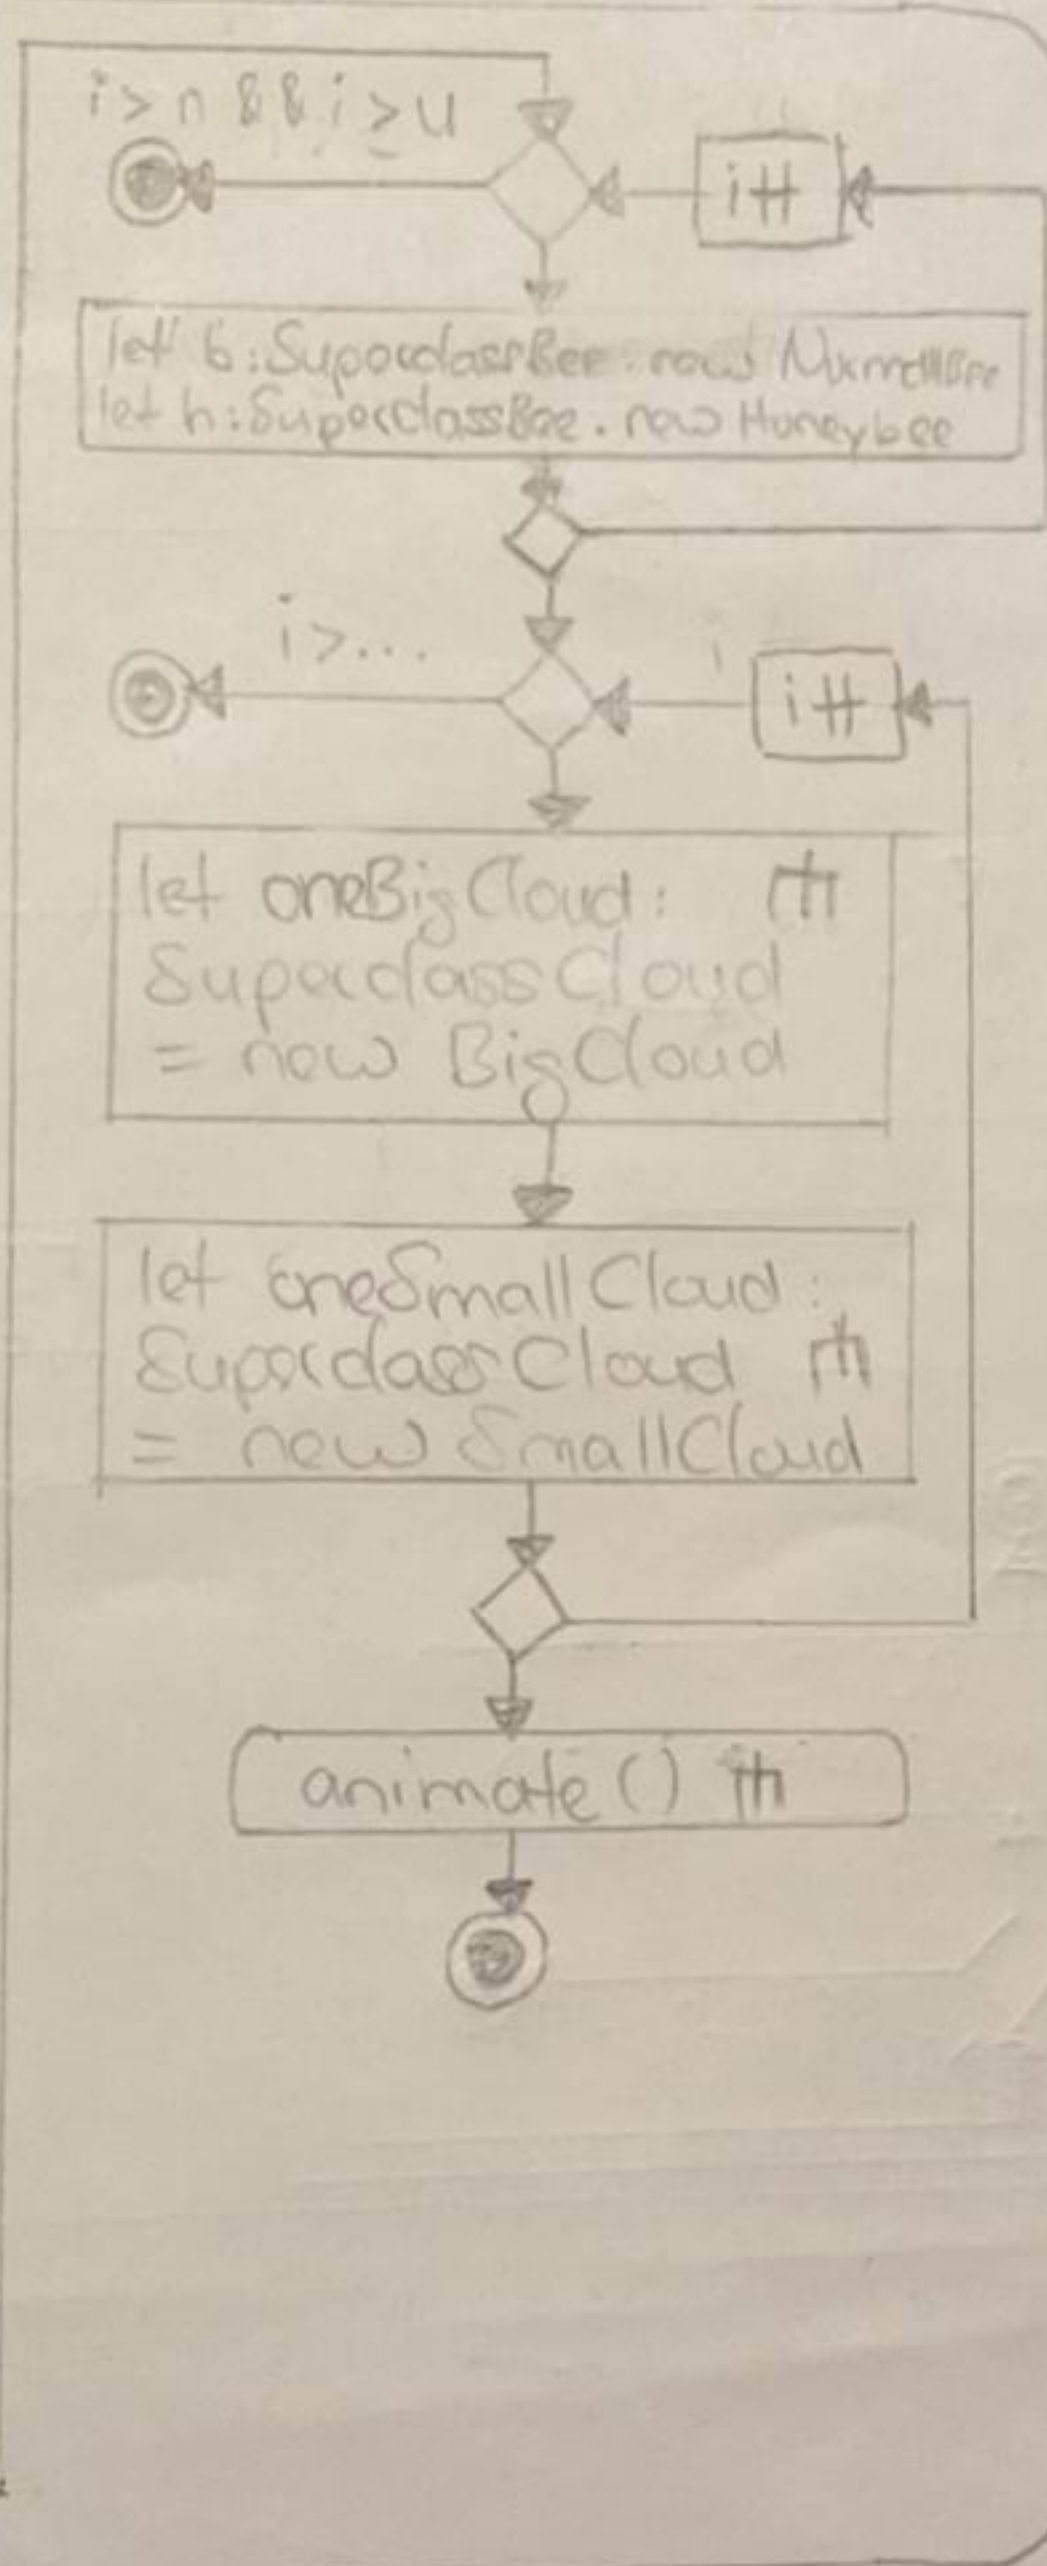 i > n && i ≥ u
i++
let b : SuperclassBee . new
let h : SuperclassBee . new Honeybee
i > ...
i
i++
let oneBigCloud :
SuperclassCloud
= new BigCloud
let oneSmallCloud :
SuperclassCloud
= new SmallCloud
animate ()